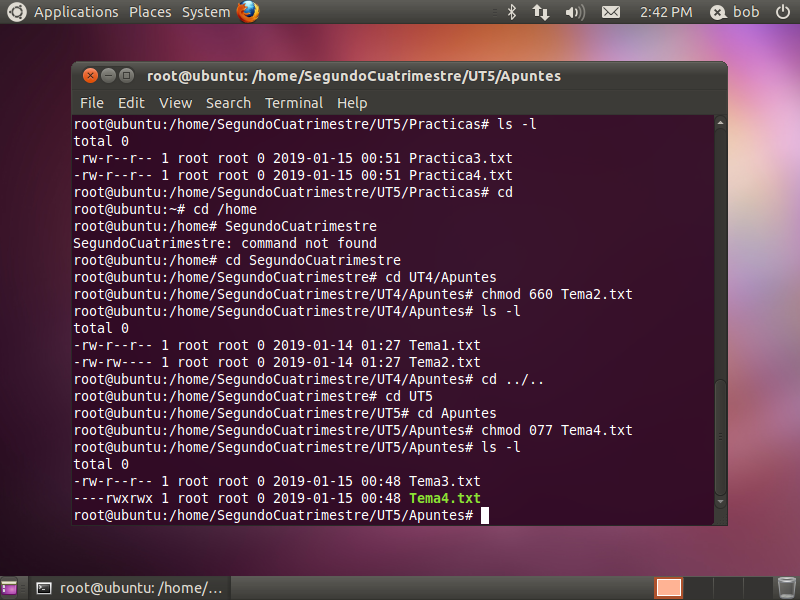 Applications Places System 2:42 PM bob
root@ubuntu: /home/SegundoCuatrimestre/UT5/Apuntes
File Edit View Search Terminal Help
root@ubuntu:/home/SegundoCuatrimestre/UT5/Practicas# ls -l
total 0
-rw-r--r-- 1 root root 0 2019-01-15 00:51 Practica3.txt
-rw-r--r-- 1 root root 0 2019-01-15 00:51 Practica4.txt
root@ubuntu:/home/SegundoCuatrimestre/UT5/Practicas# cd
root@ubuntu:~# cd /home
root@ubuntu:/home# SegundoCuatrimestre
SegundoCuatrimestre: command not found
root@ubuntu:/home# cd SegundoCuatrimestre
root@ubuntu:/home/SegundoCuatrimestre# cd UT4/Apuntes
root@ubuntu:/home/SegundoCuatrimestre/UT4/Apuntes# chmod 660 Tema2.txt
root@ubuntu:/home/SegundoCuatrimestre/UT4/Apuntes# ls -l
total 0
-rw-r--r-- 1 root root 0 2019-01-14 01:27 Tema1.txt
-rw-rw---- 1 root root 0 2019-01-14 01:27 Tema2.txt
root@ubuntu:/home/SegundoCuatrimestre/UT4/Apuntes# cd ../..
root@ubuntu:/home/SegundoCuatrimestre# cd UT5
root@ubuntu:/home/SegundoCuatrimestre/UT5# cd Apuntes
root@ubuntu:/home/SegundoCuatrimestre/UT5/Apuntes# chmod 077 Tema4.txt
root@ubuntu:/home/SegundoCuatrimestre/UT5/Apuntes# ls -l
total 0
-rw-r--r-- 1 root root 0 2019-01-15 00:48 Tema3.txt
----rwxrwx 1 root root 0 2019-01-15 00:48 Tema4.txt
root@ubuntu:/home/SegundoCuatrimestre/UT5/Apuntes#
root@ubuntu: /home/...